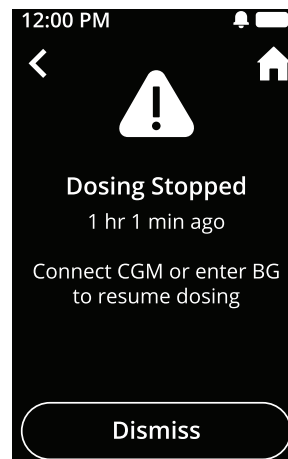 12:00 PM
Dosing Stopped
1 hr 1 min ago
Connect CGM or enter BG
to resume dosing
Dismiss